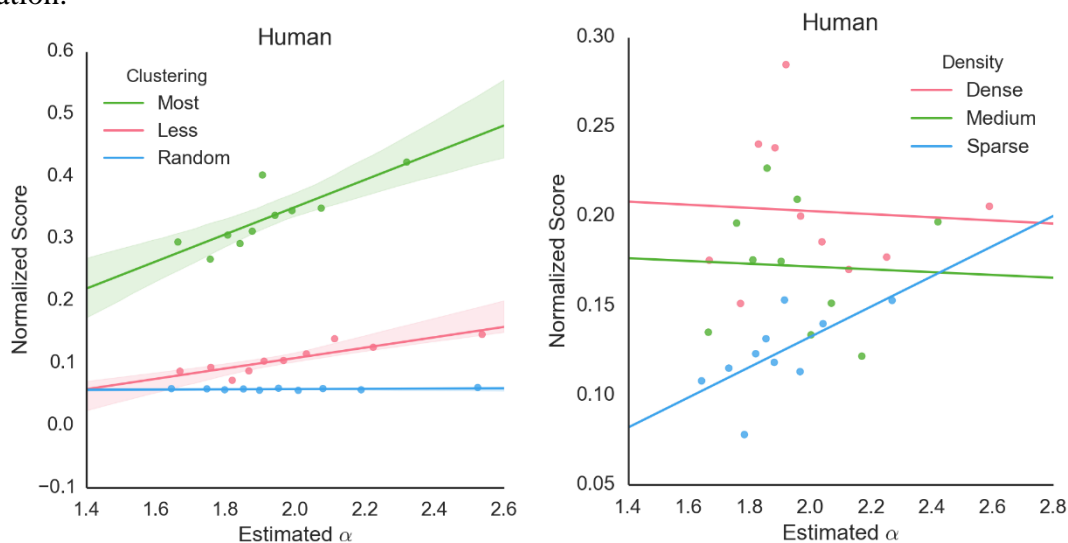 ation.
Human
Clustering
Most
Less
Random
Normalized Score
0.6
0.5
0.4
0.3
0.2
0.1
0.0
−0.1
1.4 1.6 1.8 2.0 2.2 2.4 2.6
Estimated α
Human
Density
Dense
Medium
Sparse
Normalized Score
0.30
0.25
0.20
0.15
0.10
0.05
1.4 1.6 1.8 2.0 2.2 2.4 2.6 2.8
Estimated α